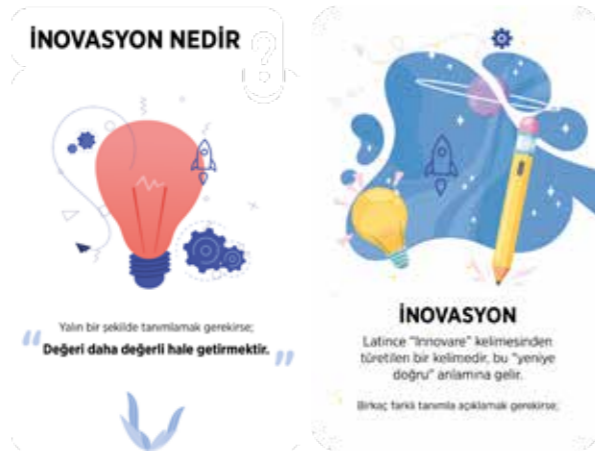 İNOVASYON NEDİR
?
Yalın bir şekilde tanımlamak gerekirse;
“Değeri daha değerli hale getirmektir.”
İNOVASYON
Latince "Innovare" kelimesinden
türetilen bir kelimedir, bu "yeniye
doğru" anlamına gelir.
Birkaç farklı tanımla açıklamak gerekirse;